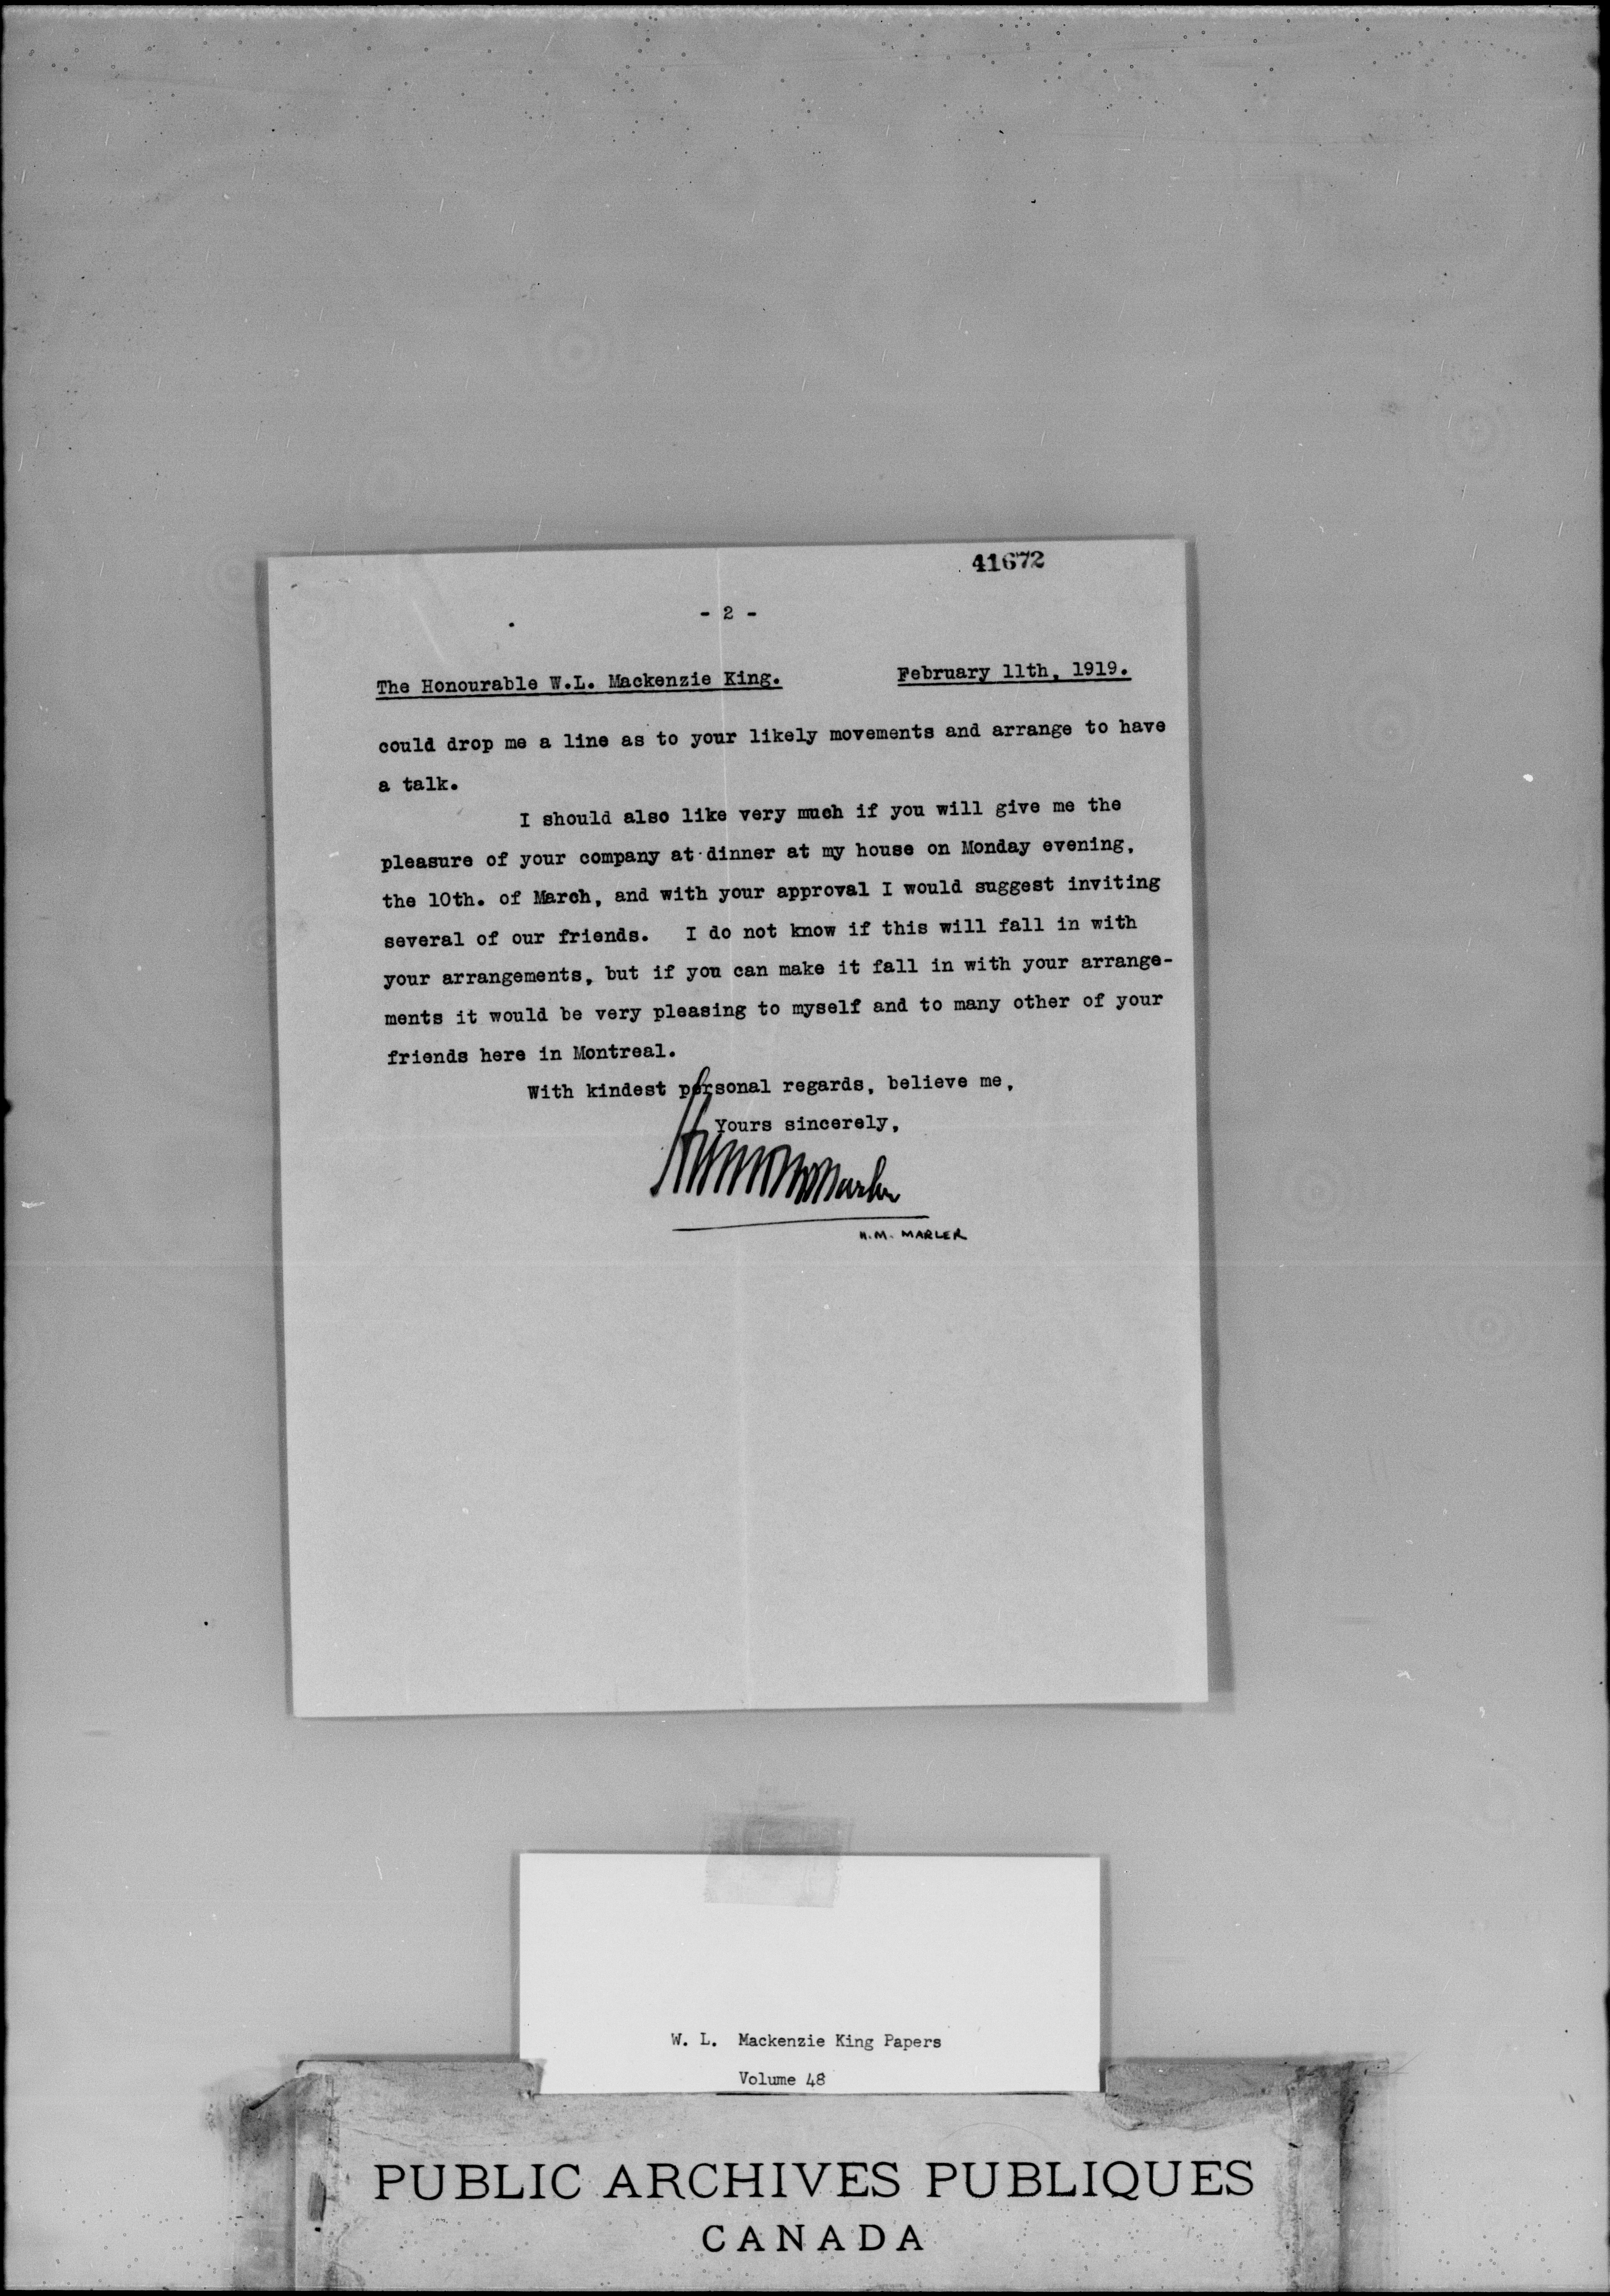 41672
- 2 -
The Honourable W.L. Mackenzie King. February 11th, 1919.
could drop me a line as to your likely movements and arrange to have
a talk.
I should also like very much if you will give me the
pleasure of your company at dinner at my house on Monday evening,
the 10th. of March, and with your approval I would suggest inviting
several of our friends. I do not know if this will fall in with
your arrangements, but if you can make it fall in with your arrange-
ments it would be very pleasing to myself and to many other of your
friends here in Montreal.
With kindest personal regards, believe me,
Yours sincerely,
Marler
H.M. MARLER
W. L. Mackenzie King Papers
Volume 48
PUBLIC ARCHIVES PUBLIQUES
CANADA